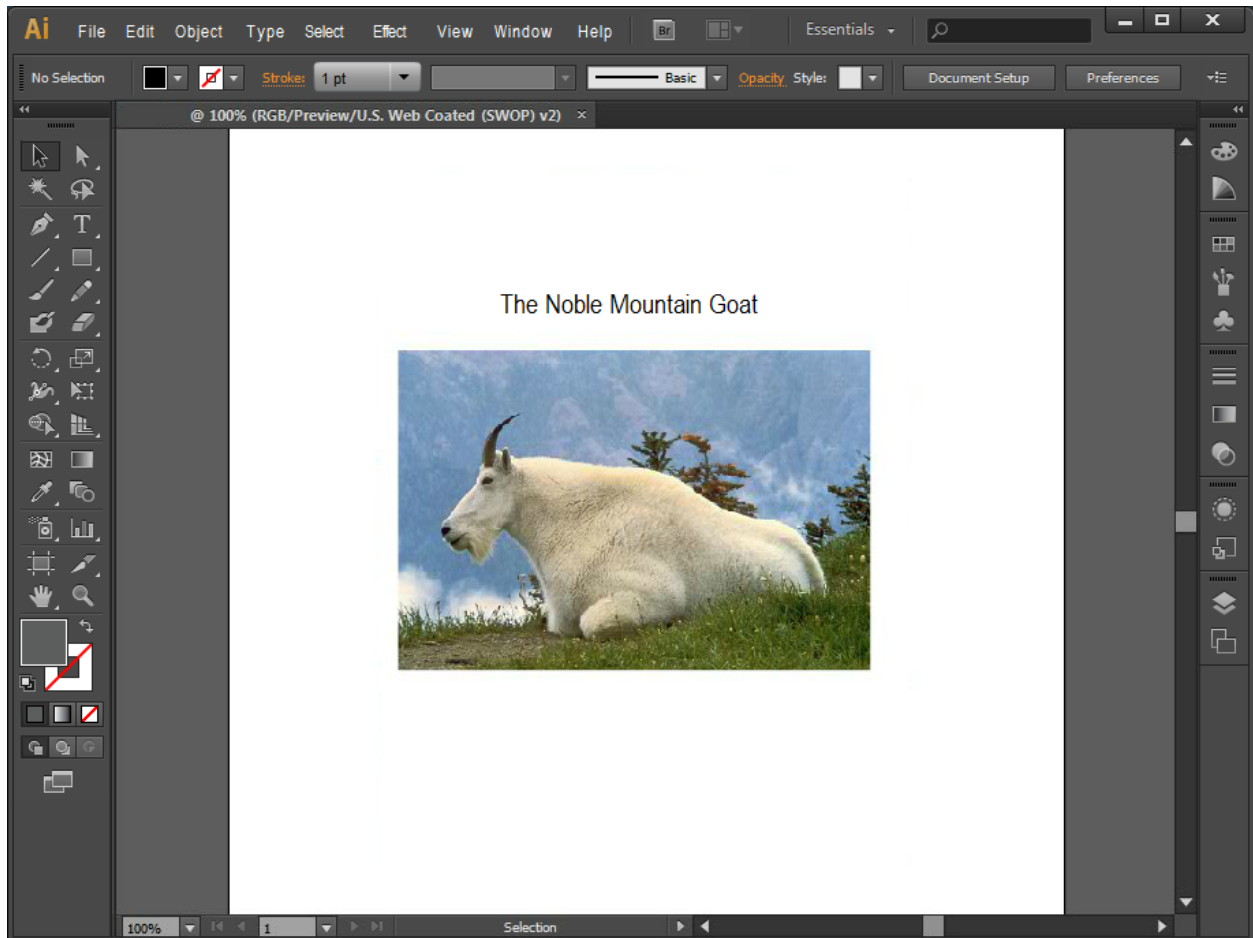 Ai File Edit Object Type Select Effect View Window Help Br Essentials
No Selection Stroke: 1 pt Basic Opacity Style: Document Setup Preferences
@ 100% (RGB/Preview/U.S. Web Coated (SWOP) v2) ×
T
The Noble Mountain Goat
100% 1 Selection